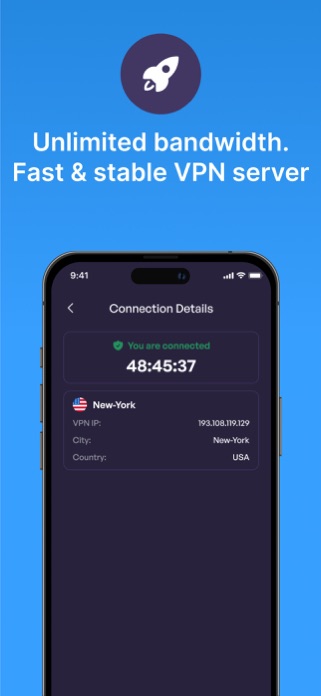 Unlimited bandwidth.
Fast & stable VPN server
9:41
Connection Details
You are connected
48:45:37
New-York
VPN IP: 193.108.119.129
City: New-York
Country: USA